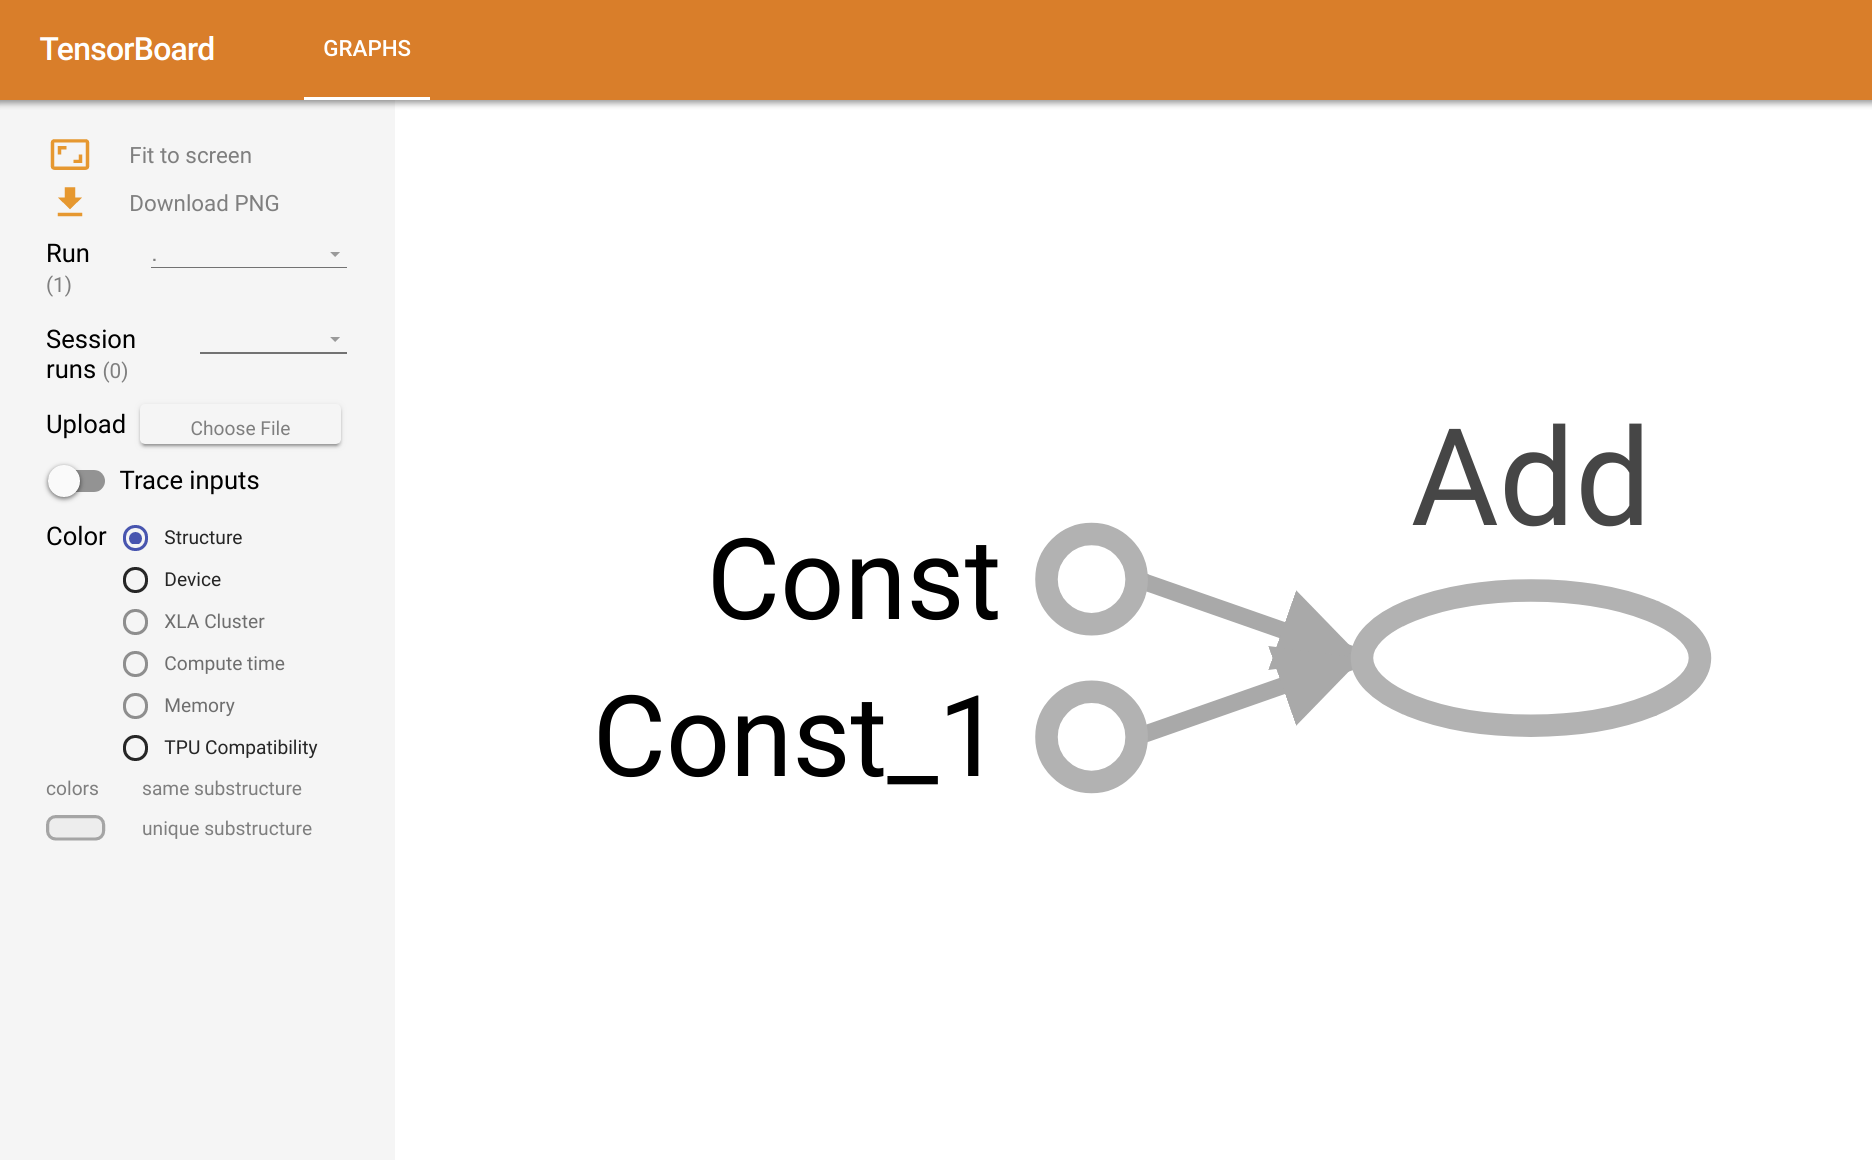 TensorBoard GRAPHS
Fit to screen
Download PNG
Run .
(1)
Session
runs (0)
Upload Choose File
Trace inputs
Color Structure
Device
XLA Cluster
Compute time
Memory
TPU Compatibility
colors same substructure
unique substructure
Add
Const
Const_1